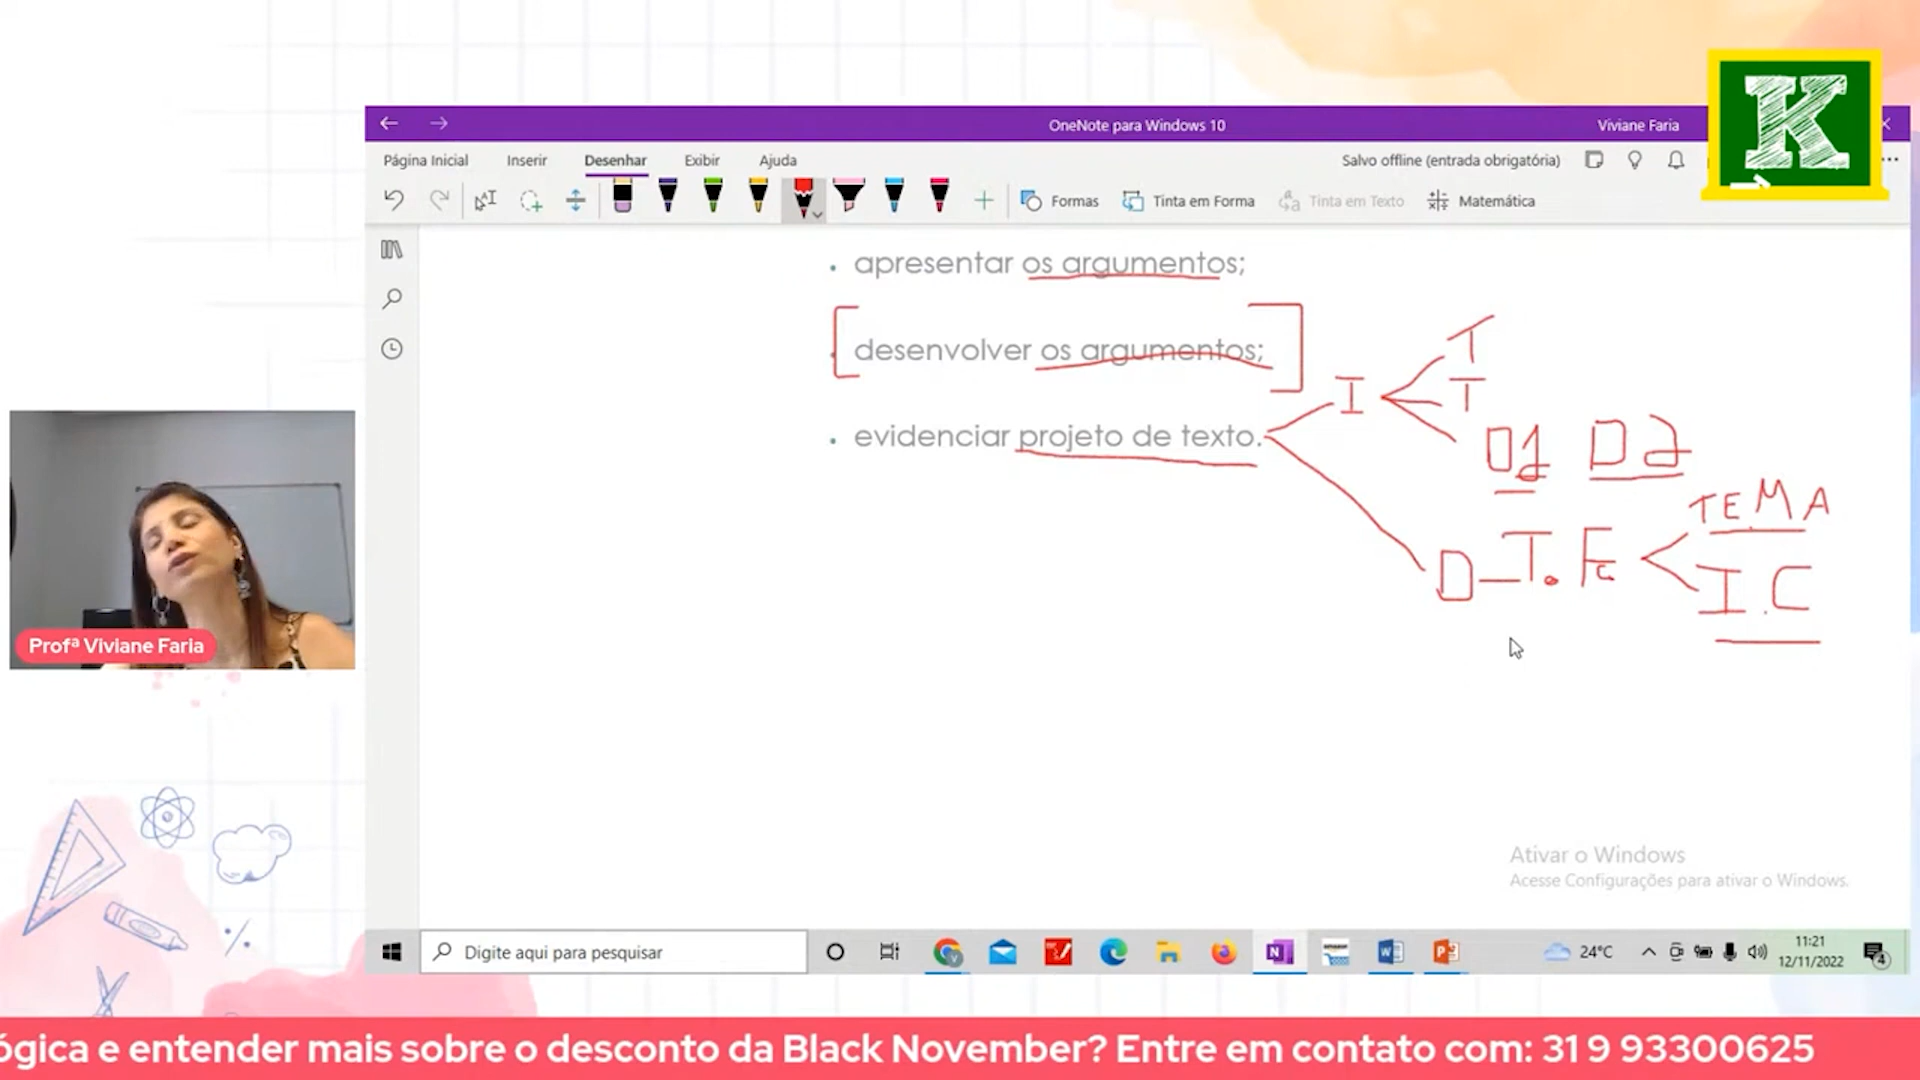 K
OneNote para Windows 10
Viviane Faria
Página Inicial Inserir Desenhar Exibir Ajuda
Salvo offline (entrada obrigatória)
Formas Tinta em Forma Tinta em Texto Matemática
• apresentar os argumentos;
• desenvolver os argumentos;
• evidenciar projeto de texto.
I
T
T
D1 D2
TEMA
D T. F.
I.C
Profª Viviane Faria
Ativar o Windows
Acesse Configurações para ativar o Windows.
Digite aqui para pesquisar
24°C
11:21
12/11/2022
4
ógica e entender mais sobre o desconto da Black November? Entre em contato com: 31 9 93300625